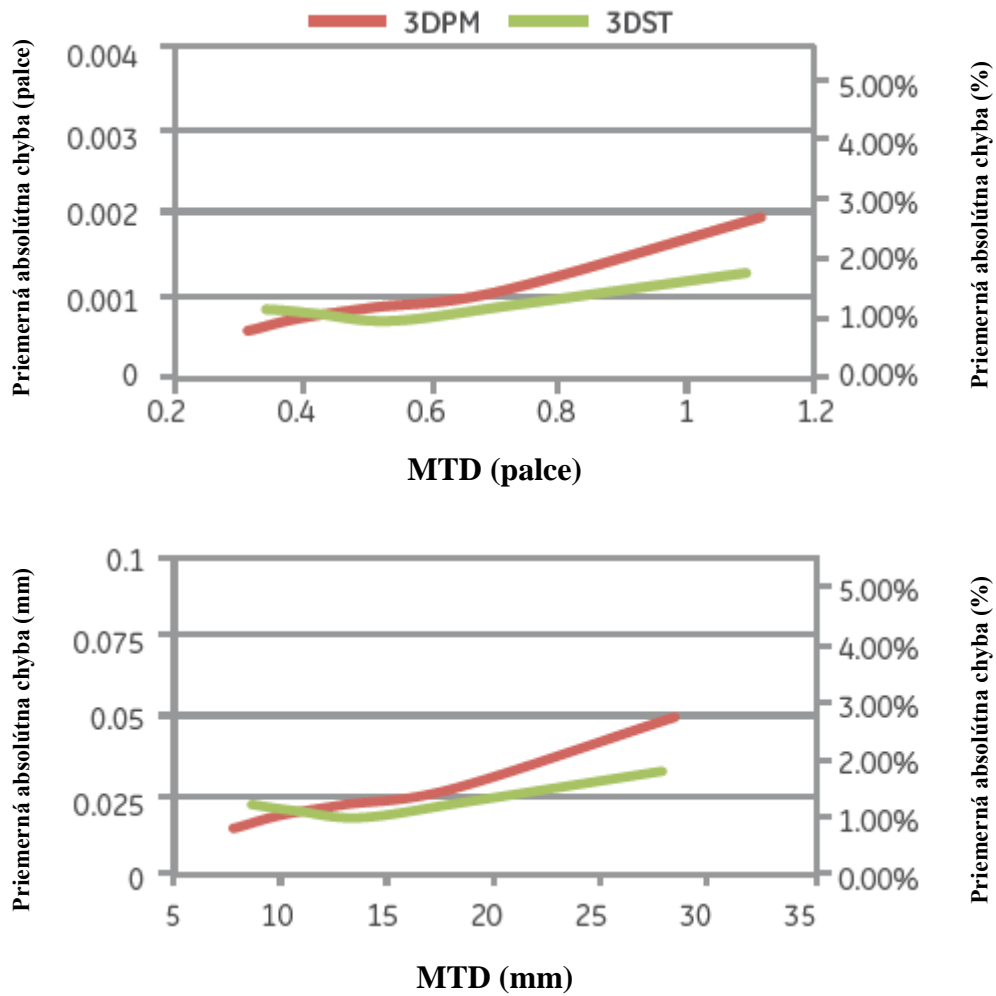 3DPM 3DST
Priemerná absolútna chyba (palce)
0.004
0.003
0.002
0.001
0
5.00%
4.00%
3.00%
2.00%
1.00%
0.00%
Priemerná absolútna chyba (%)
0.2 0.4 0.6 0.8 1 1.2
MTD (palce)
Priemerná absolútna chyba (mm)
0.1
0.075
0.05
0.025
0
5.00%
4.00%
3.00%
2.00%
1.00%
0.00%
Priemerná absolútna chyba (%)
5 10 15 20 25 30 35
MTD (mm)